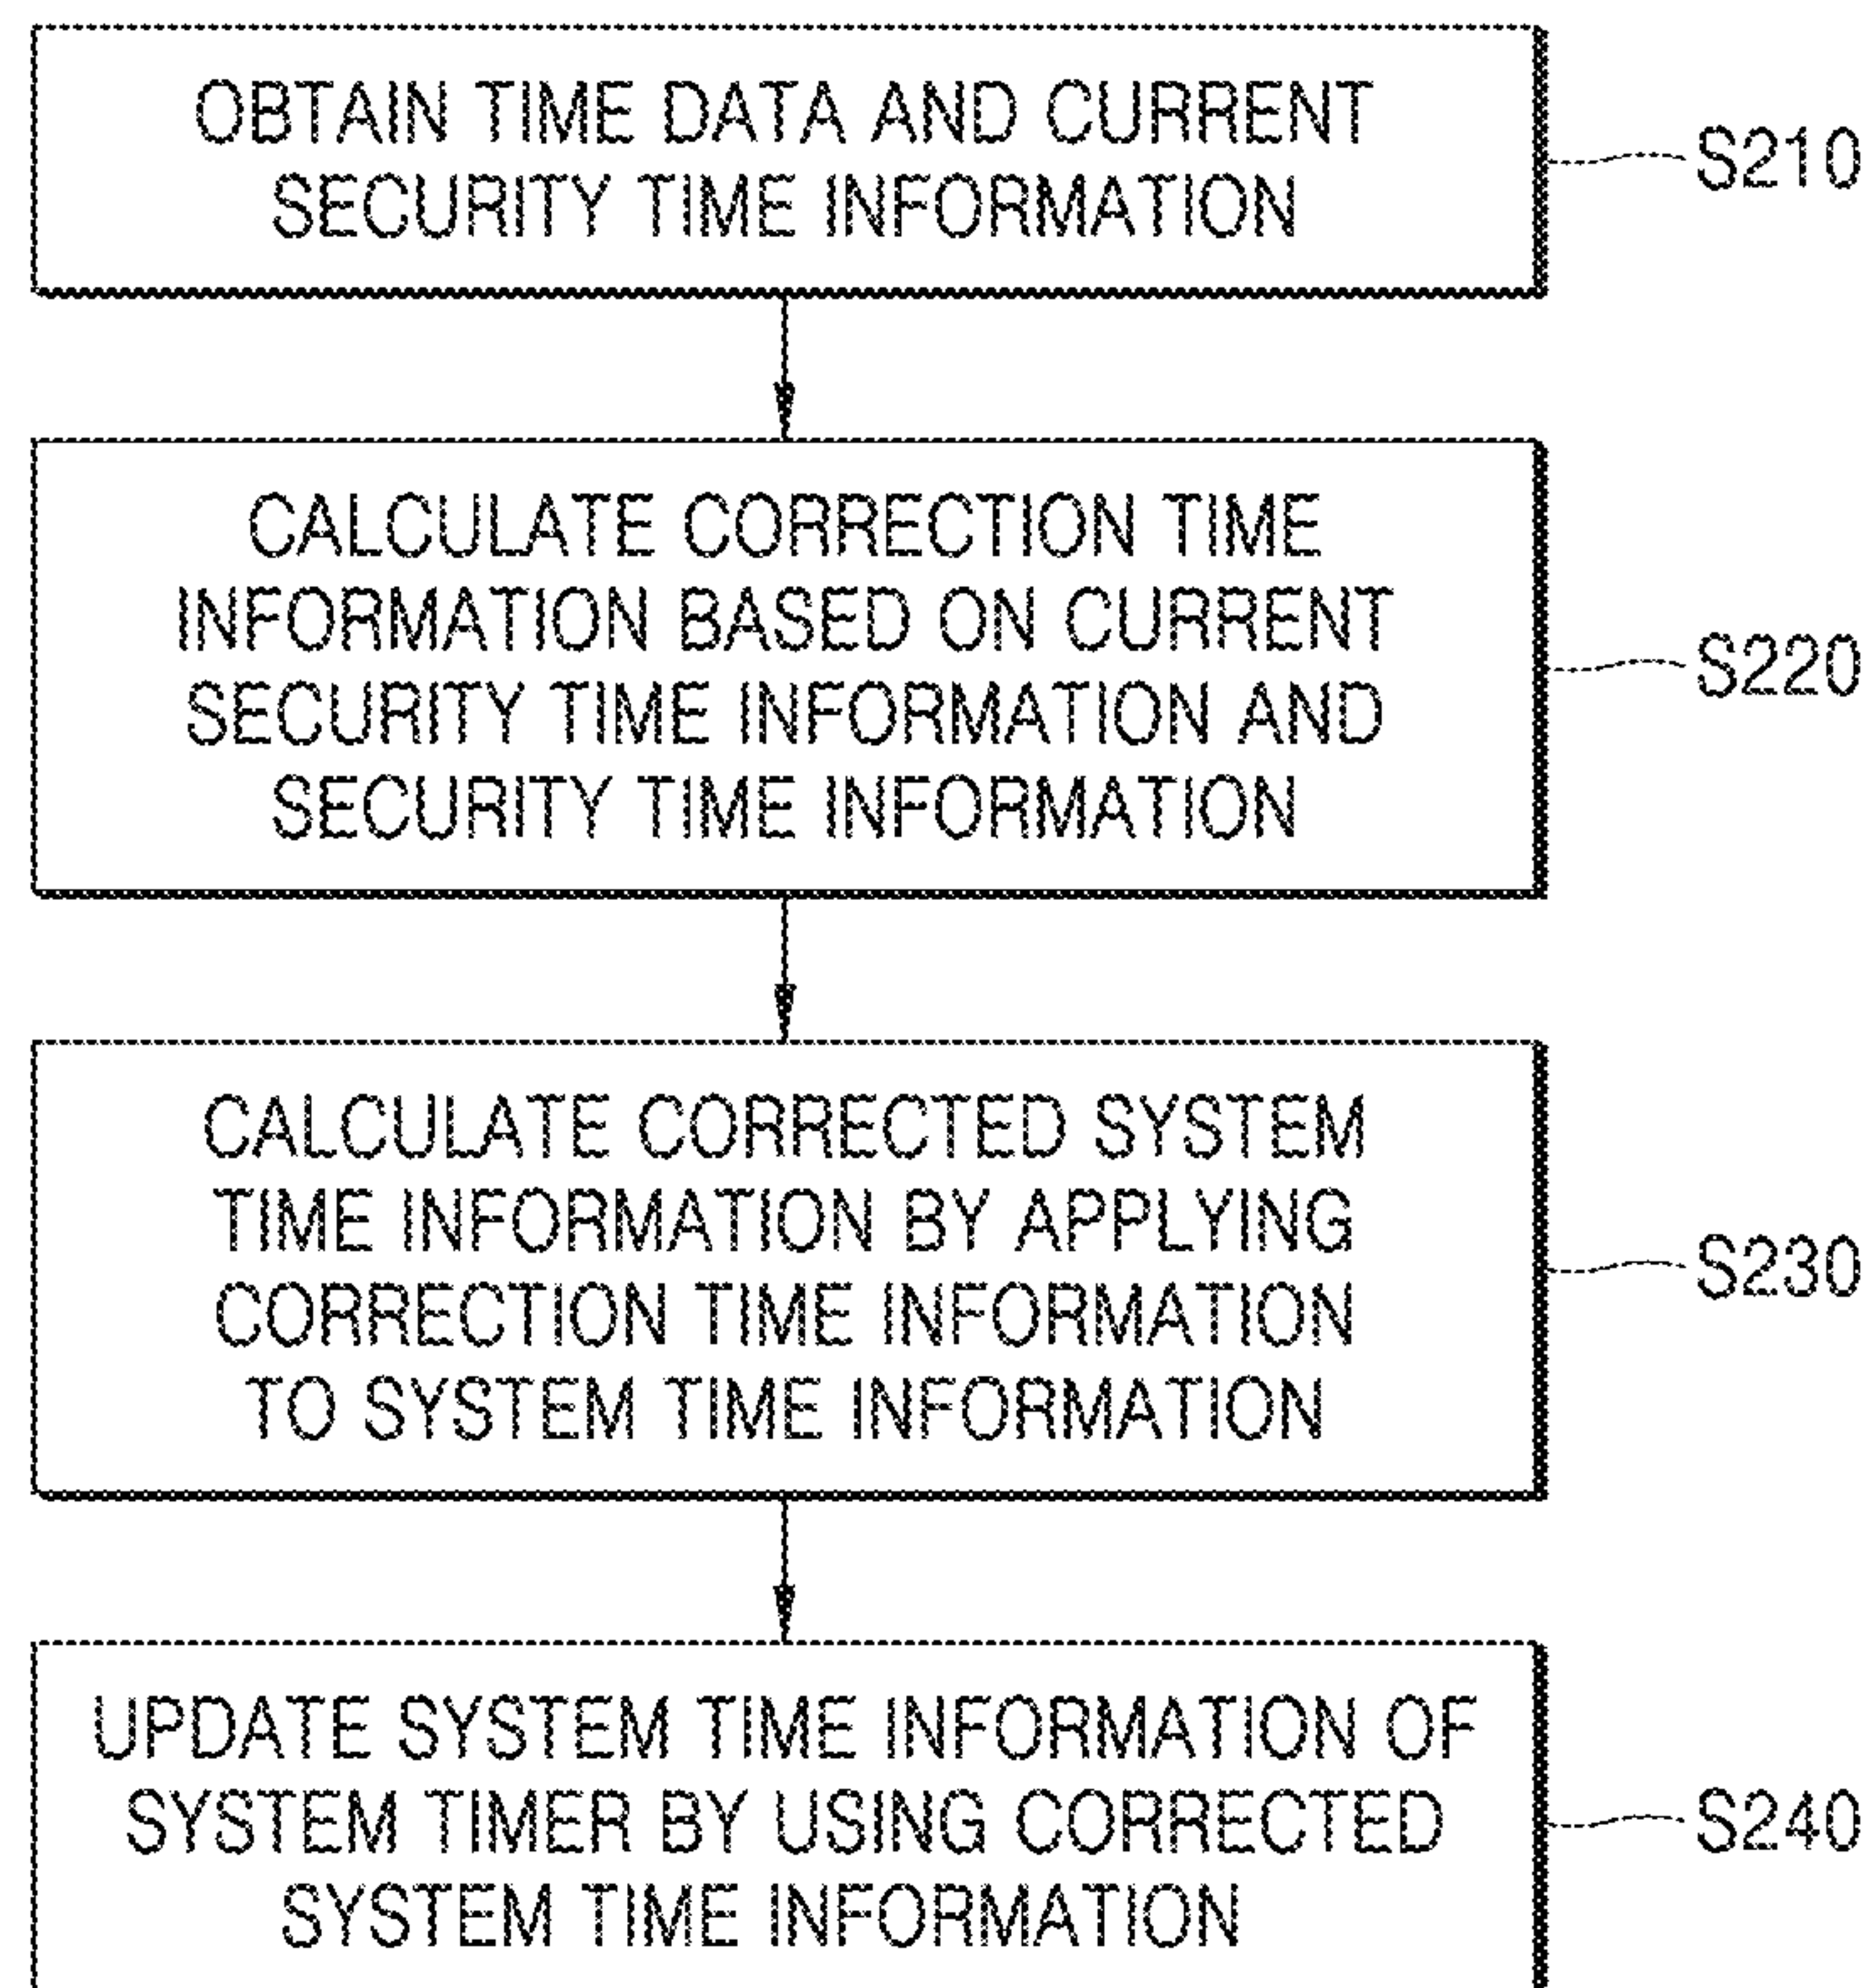 OBTAIN TIME DATA AND CURRENT
SECURITY TIME INFORMATION
S210
CALCULATE CORRECTION TIME
INFORMATION BASED ON CURRENT
SECURITY TIME INFORMATION AND
SECURITY TIME INFORMATION
S220
CALCULATE CORRECTED SYSTEM
TIME INFORMATION BY APPLYING
CORRECTION TIME INFORMATION
TO SYSTEM TIME INFORMATION
S230
UPDATE SYSTEM TIME INFORMATION OF
SYSTEM TIMER BY USING CORRECTED
SYSTEM TIME INFORMATION
S240